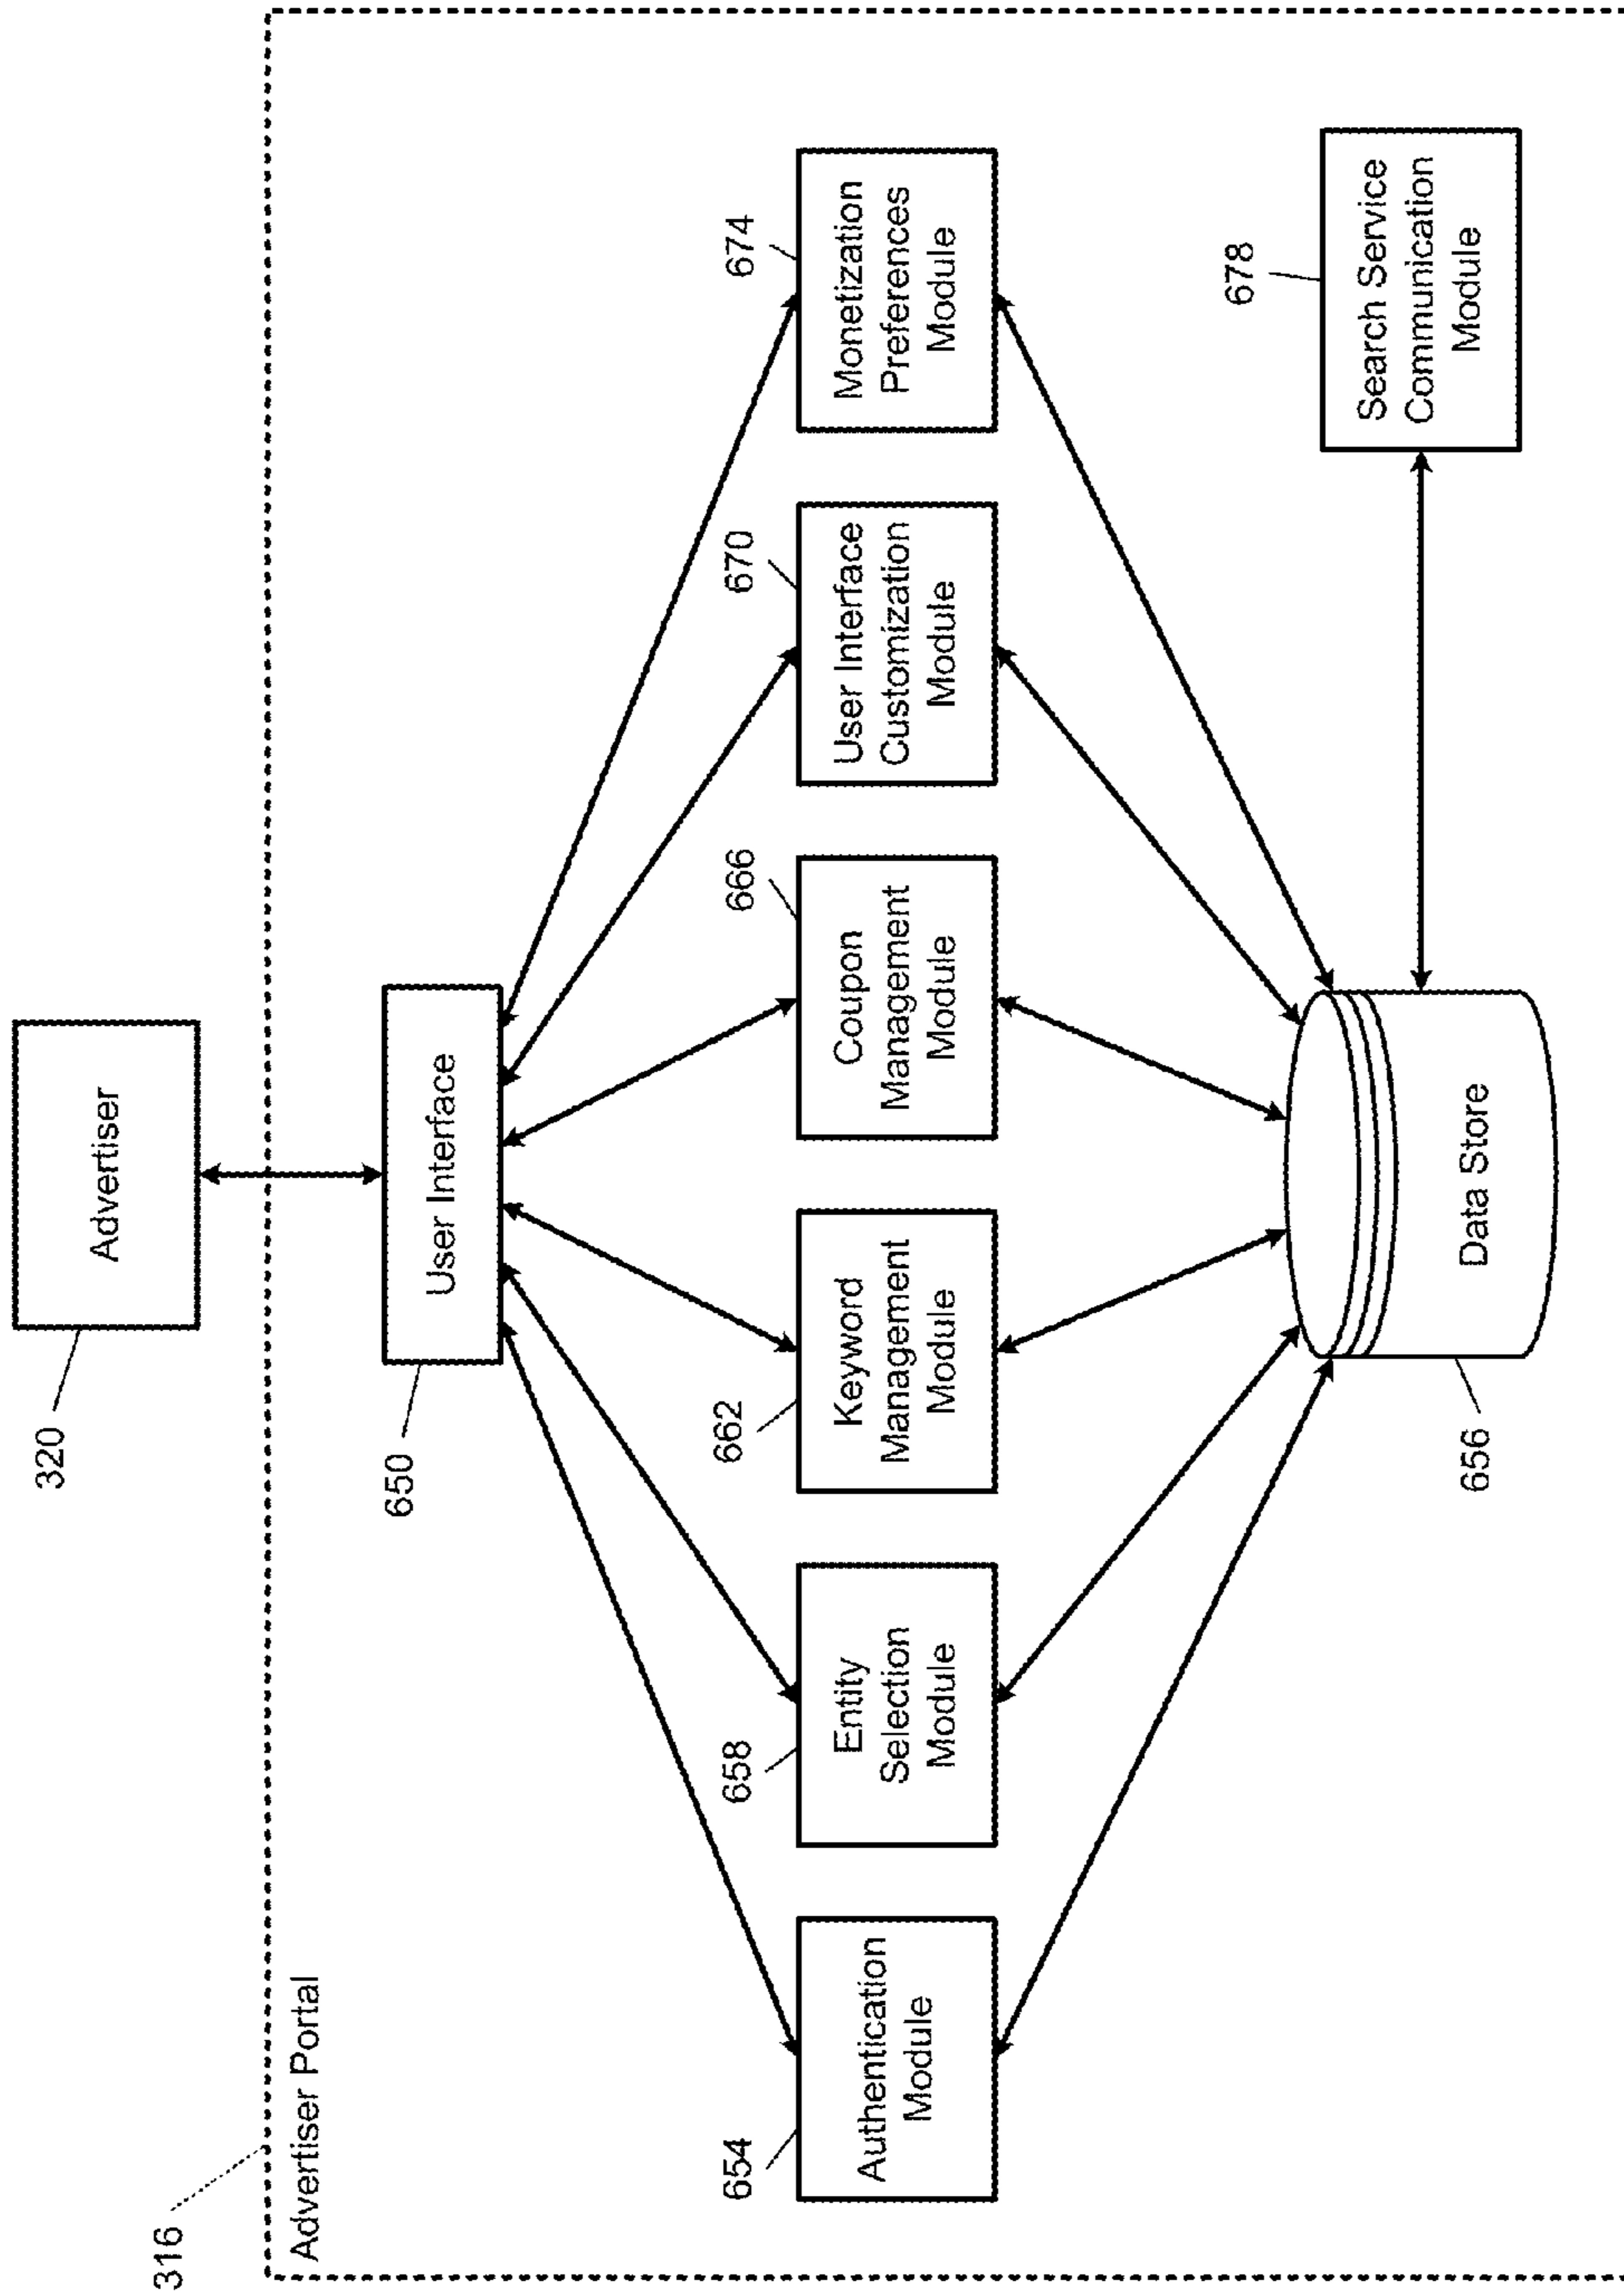 320
Advertiser
316
Advertiser Portal
650
User Interface
654
Authentication
Module
658
Entity
Selection
Module
662
Keyword
Management
Module
666
Coupon
Management
Module
670
User Interface
Customization
Module
674
Monetization
Preferences
Module
656
Data Store
678
Search Service
Communication
Module